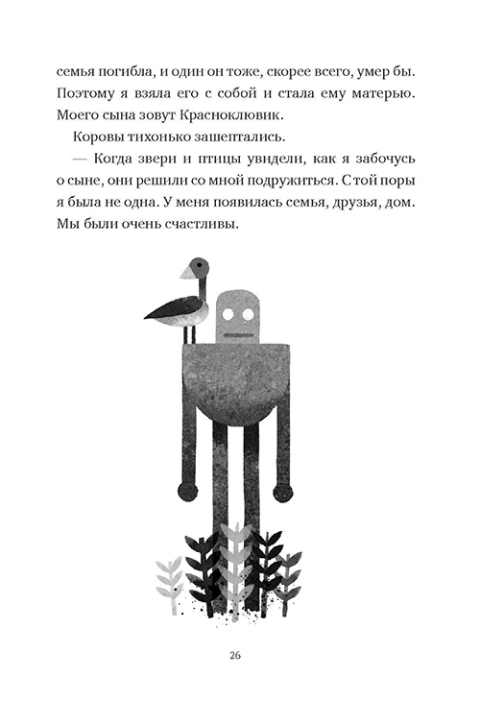 семья погибла, и один он тоже, скорее всего, умер бы.
Поэтому я взяла его с собой и стала ему матерью.
Моего сына зовут Красноклювик.
Коровы тихонько зашептались.
— Когда звери и птицы увидели, как я забочусь
о сыне, они решили со мной подружиться. С той поры
я была не одна. У меня появилась семья, друзья, дом.
Мы были очень счастливы.
26